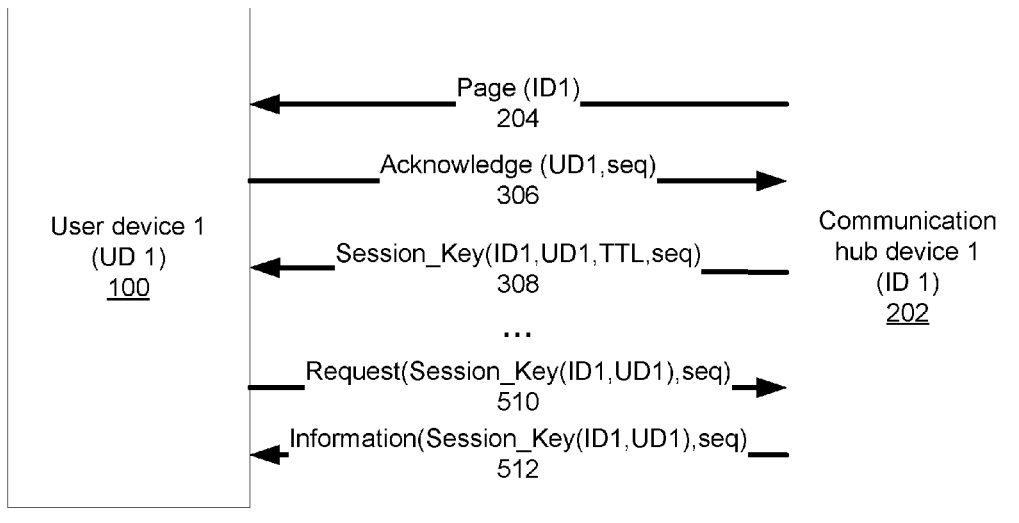 Page (ID1)
204
Acknowledge (UD1,seq)
306
User device 1
(UD 1)
100
Session_Key(ID1,UD1,TTL,seq)
308
Communication
hub device 1
(ID 1)
202
...
Request(Session_Key(ID1,UD1),seq)
510
Information(Session_Key(ID1,UD1),seq)
512